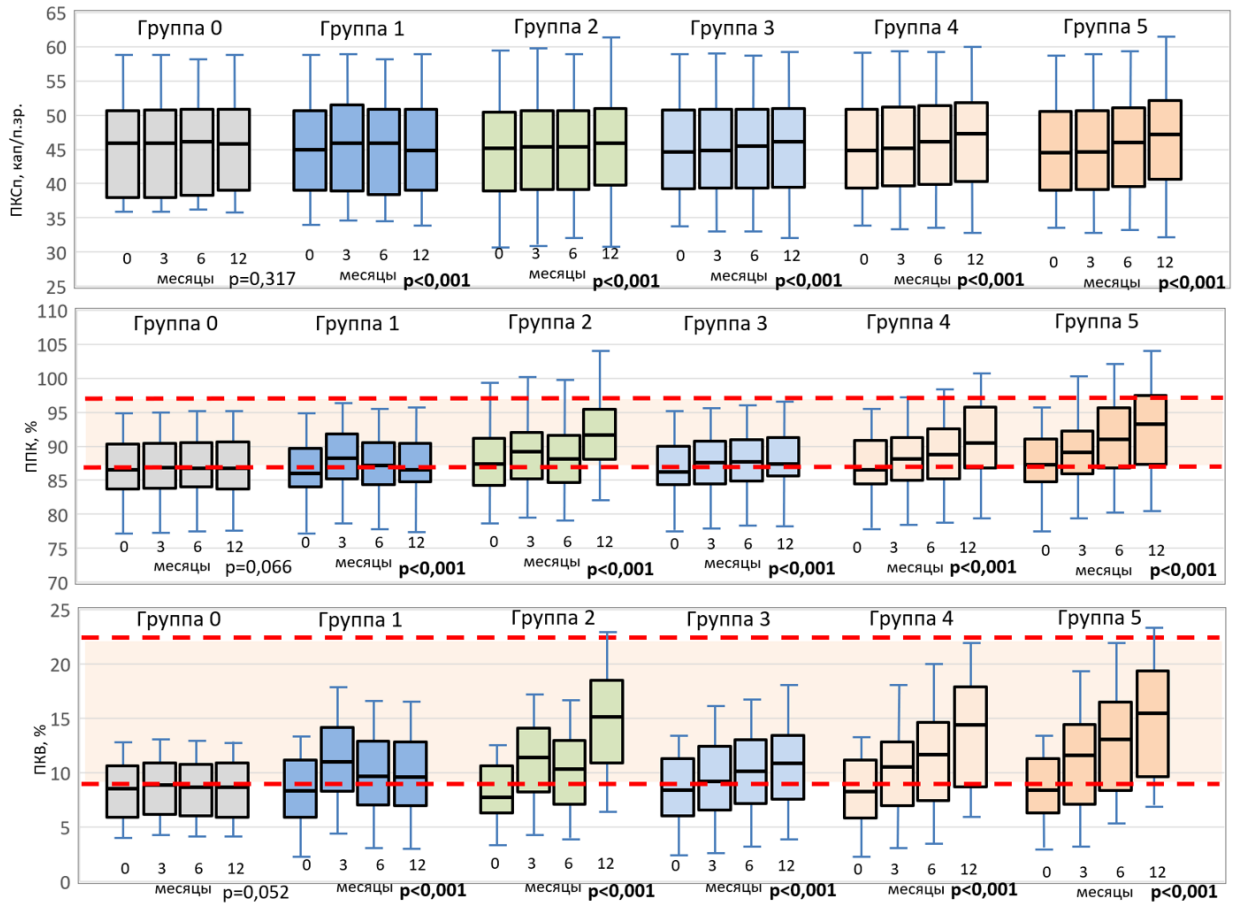 65
60
55
50
45
40
35
30
25
ПКСп, кап/п.зр.
Группа 0
Группа 1
Группа 2
Группа 3
Группа 4
Группа 5
0 3 6 12
0 3 6 12
0 3 6 12
0 3 6 12
0 3 6 12
0 3 6 12
месяцы p=0,317
месяцы p<0,001
месяцы p<0,001
месяцы p<0,001
месяцы p<0,001
месяцы p<0,001
110
105
100
95
90
85
80
75
70
ППК, %
Группа 0
Группа 1
Группа 2
Группа 3
Группа 4
Группа 5
0 3 6 12
0 3 6 12
0 3 6 12
0 3 6 12
0 3 6 12
0 3 6 12
месяцы p=0,066
месяцы p<0,001
месяцы p<0,001
месяцы p<0,001
месяцы p<0,001
месяцы p<0,001
25
20
15
10
5
0
ПКВ, %
Группа 0
Группа 1
Группа 2
Группа 3
Группа 4
Группа 5
0 3 6 12
0 3 6 12
0 3 6 12
0 3 6 12
0 3 6 12
0 3 6 12
месяцы p=0,052
месяцы p<0,001
месяцы p<0,001
месяцы p<0,001
месяцы p<0,001
месяцы p<0,001